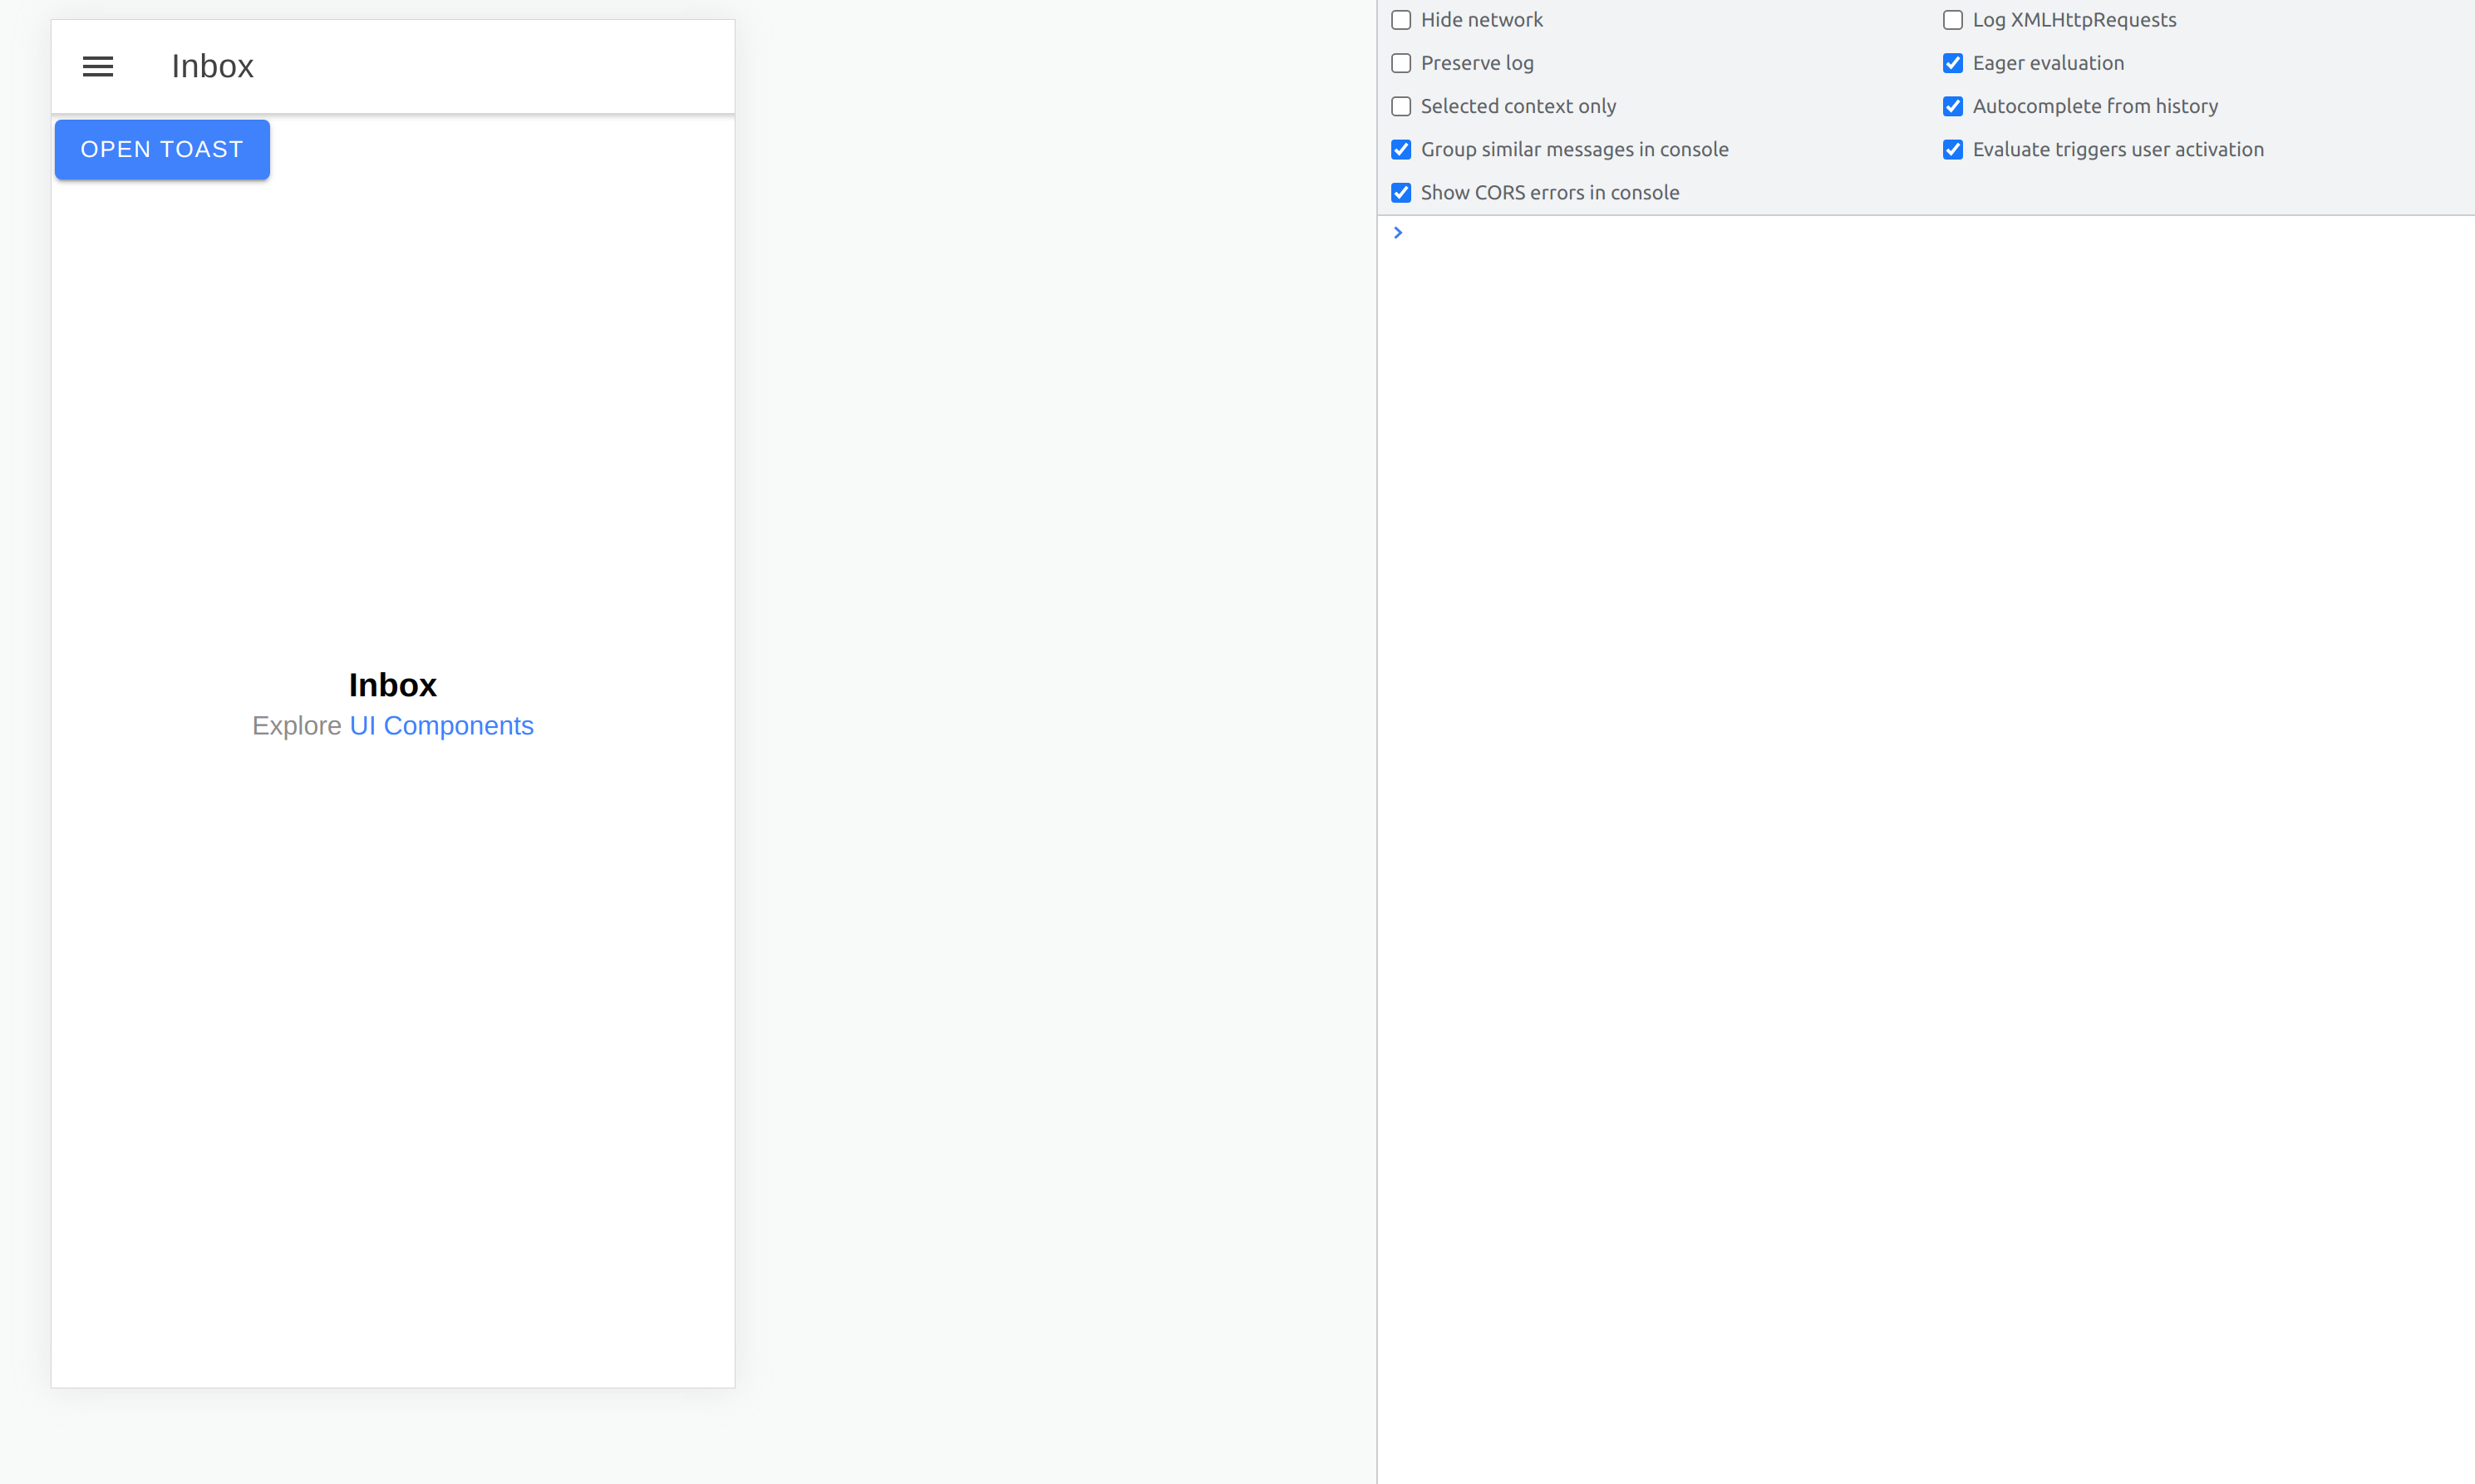 Inbox
OPEN TOAST
Inbox
Explore UI Components
Hide network
Log XMLHttpRequests
Preserve log
Eager evaluation
Selected context only
Autocomplete from history
Group similar messages in console
Evaluate triggers user activation
Show CORS errors in console